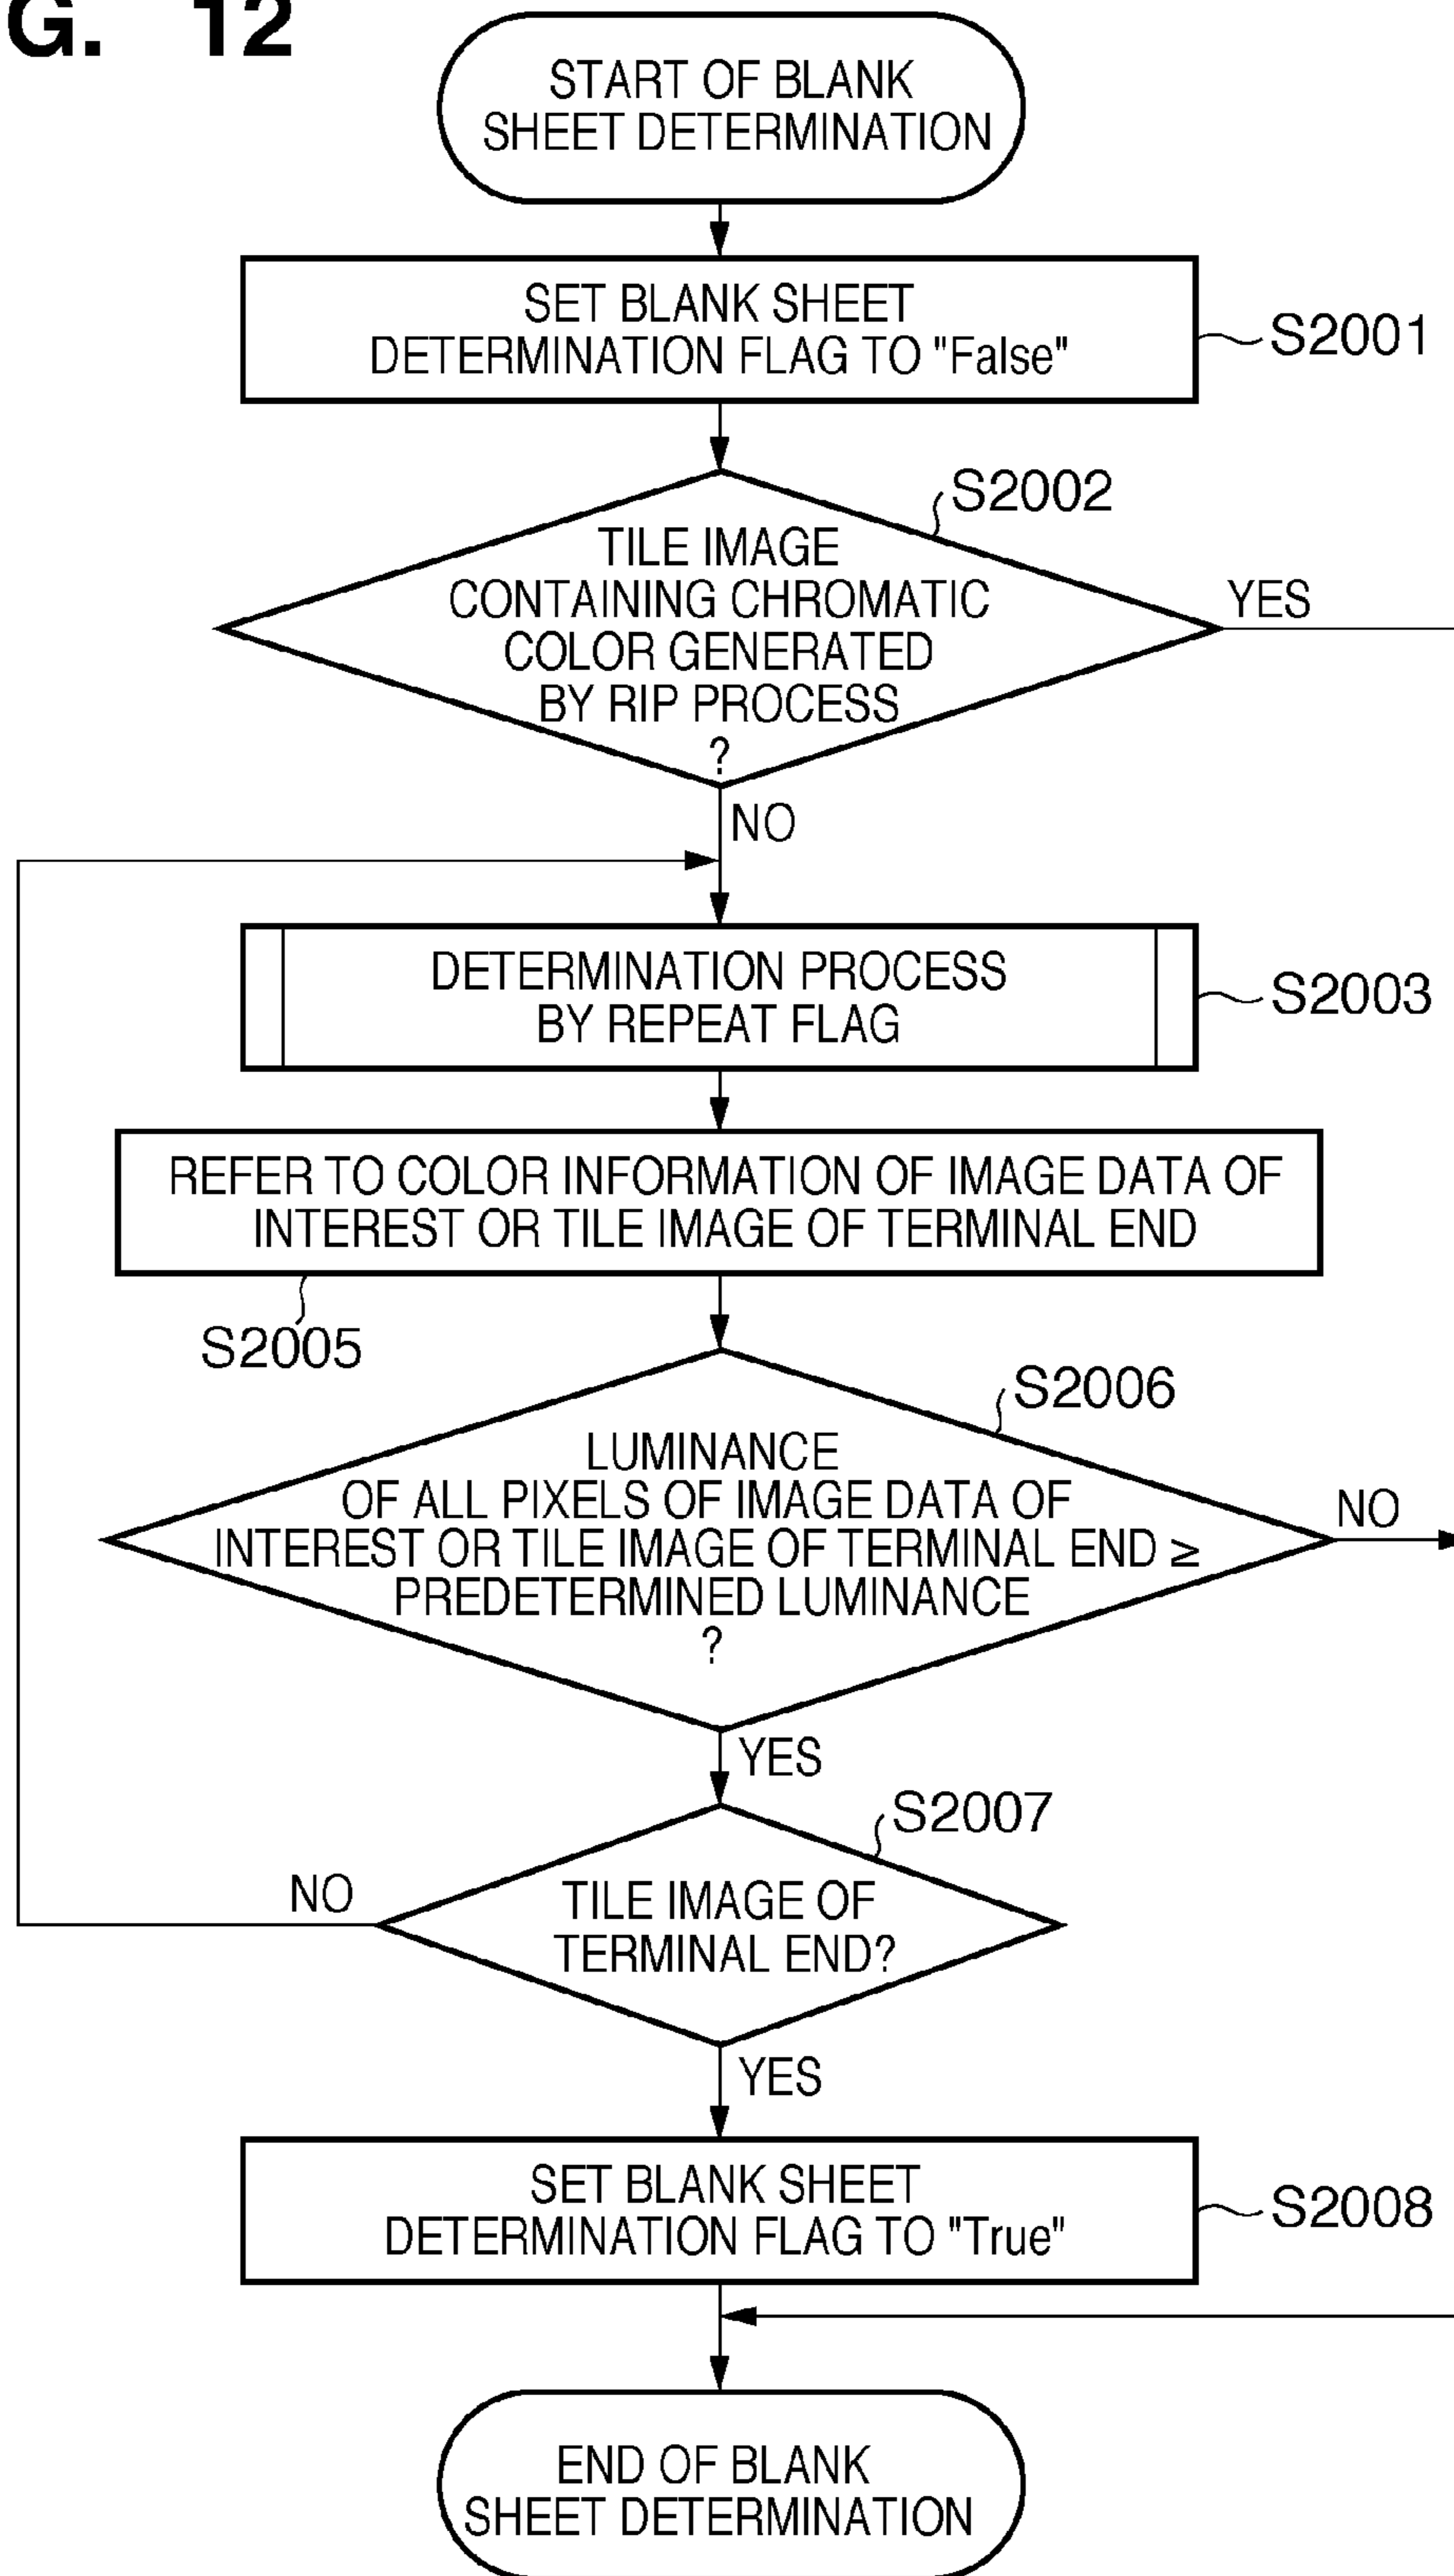 G. 12
START OF BLANK
SHEET DETERMINATION
SET BLANK SHEET
DETERMINATION FLAG TO "False"
S2001
S2002
TILE IMAGE
CONTAINING CHROMATIC
COLOR GENERATED
BY RIP PROCESS
?
YES
NO
DETERMINATION PROCESS
BY REPEAT FLAG
S2003
REFER TO COLOR INFORMATION OF IMAGE DATA OF
INTEREST OR TILE IMAGE OF TERMINAL END
S2005
S2006
LUMINANCE
OF ALL PIXELS OF IMAGE DATA OF
INTEREST OR TILE IMAGE OF TERMINAL END ≥
PREDETERMINED LUMINANCE
?
NO
YES
S2007
TILE IMAGE OF
TERMINAL END?
NO
YES
SET BLANK SHEET
DETERMINATION FLAG TO "True"
S2008
END OF BLANK
SHEET DETERMINATION